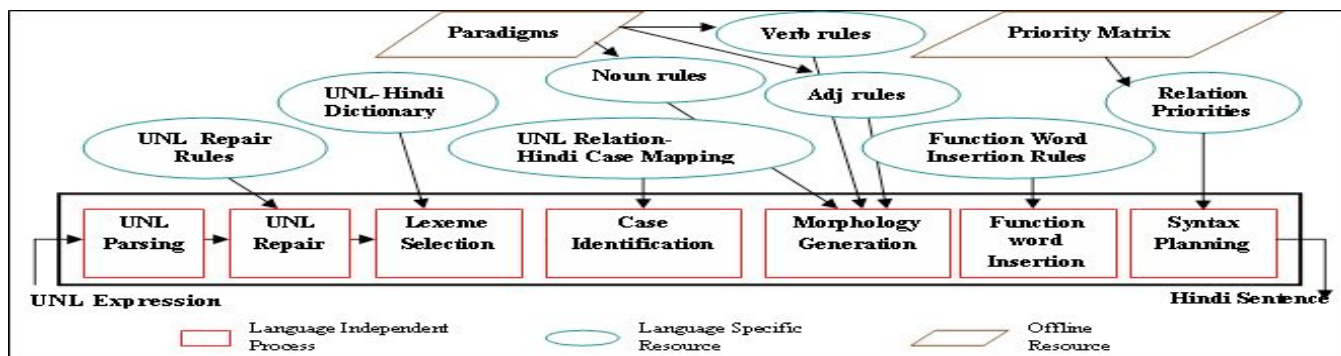 Paradigms
Verb rules
Priority Matrix
Noun rules
UNL-Hindi
Dictionary
Adj rules
Relation
Priorities
UNL Repair
Rules
UNL Relation-
Hindi Case Mapping
Function Word
Insertion Rules
UNL
Parsing
UNL
Repair
Lexeme
Selection
Case
Identification
Morphology
Generation
Function
word
Insertion
Syntax
Planning
UNL Expression
Hindi Sentence
Language Independent
Process
Language Specific
Resource
Offline
Resource